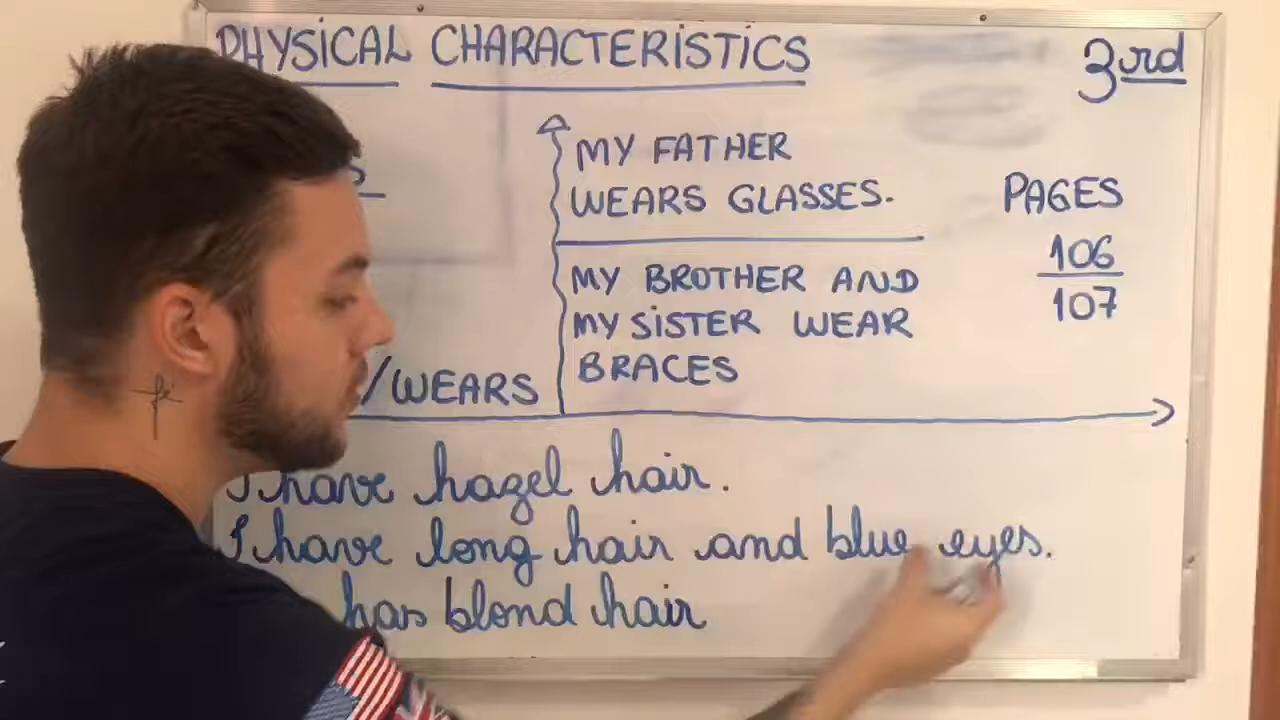 PHYSICAL CHARACTERISTICS
3rd
MY FATHER
WEARS GLASSES.
MY BROTHER AND
MY SISTER WEAR
BRACES
PAGES
106
107
/WEARS
I have hazel hair.
I have long hair and blue eyes.
has blond hair